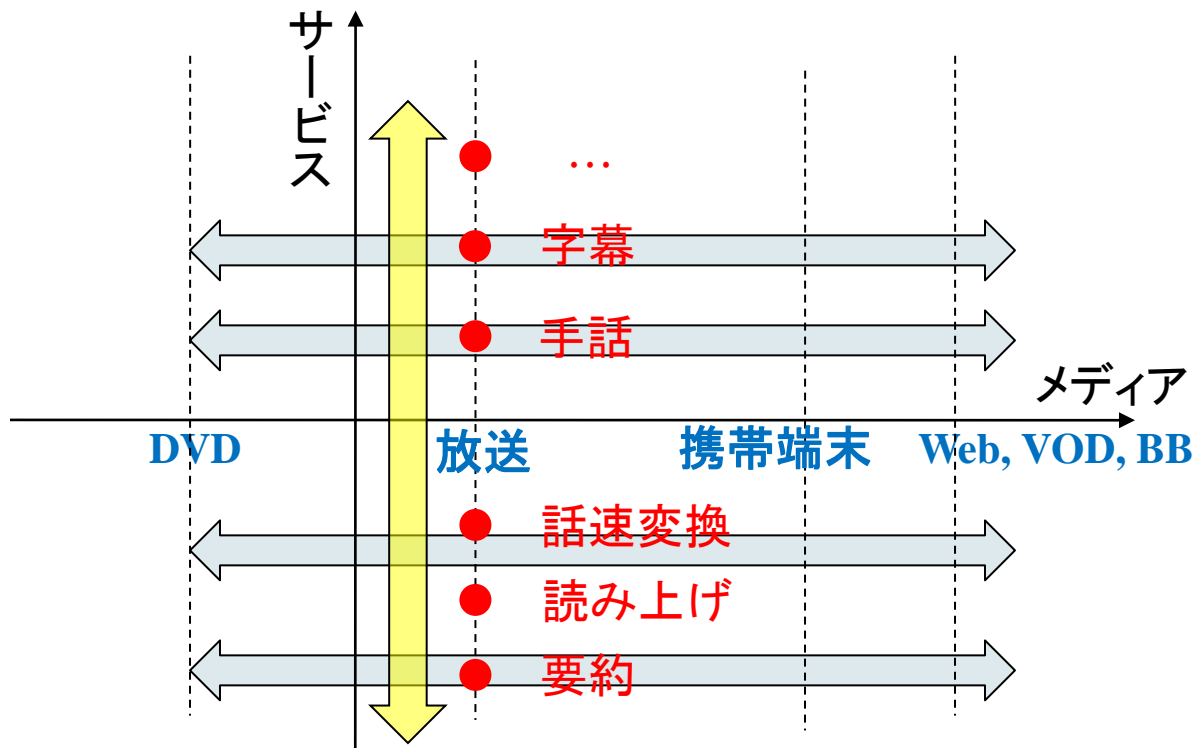 サービス
…
字幕
手話
メディア
DVD
放送
携帯端末
Web, VOD, BB
話速変換
読み上げ
要約